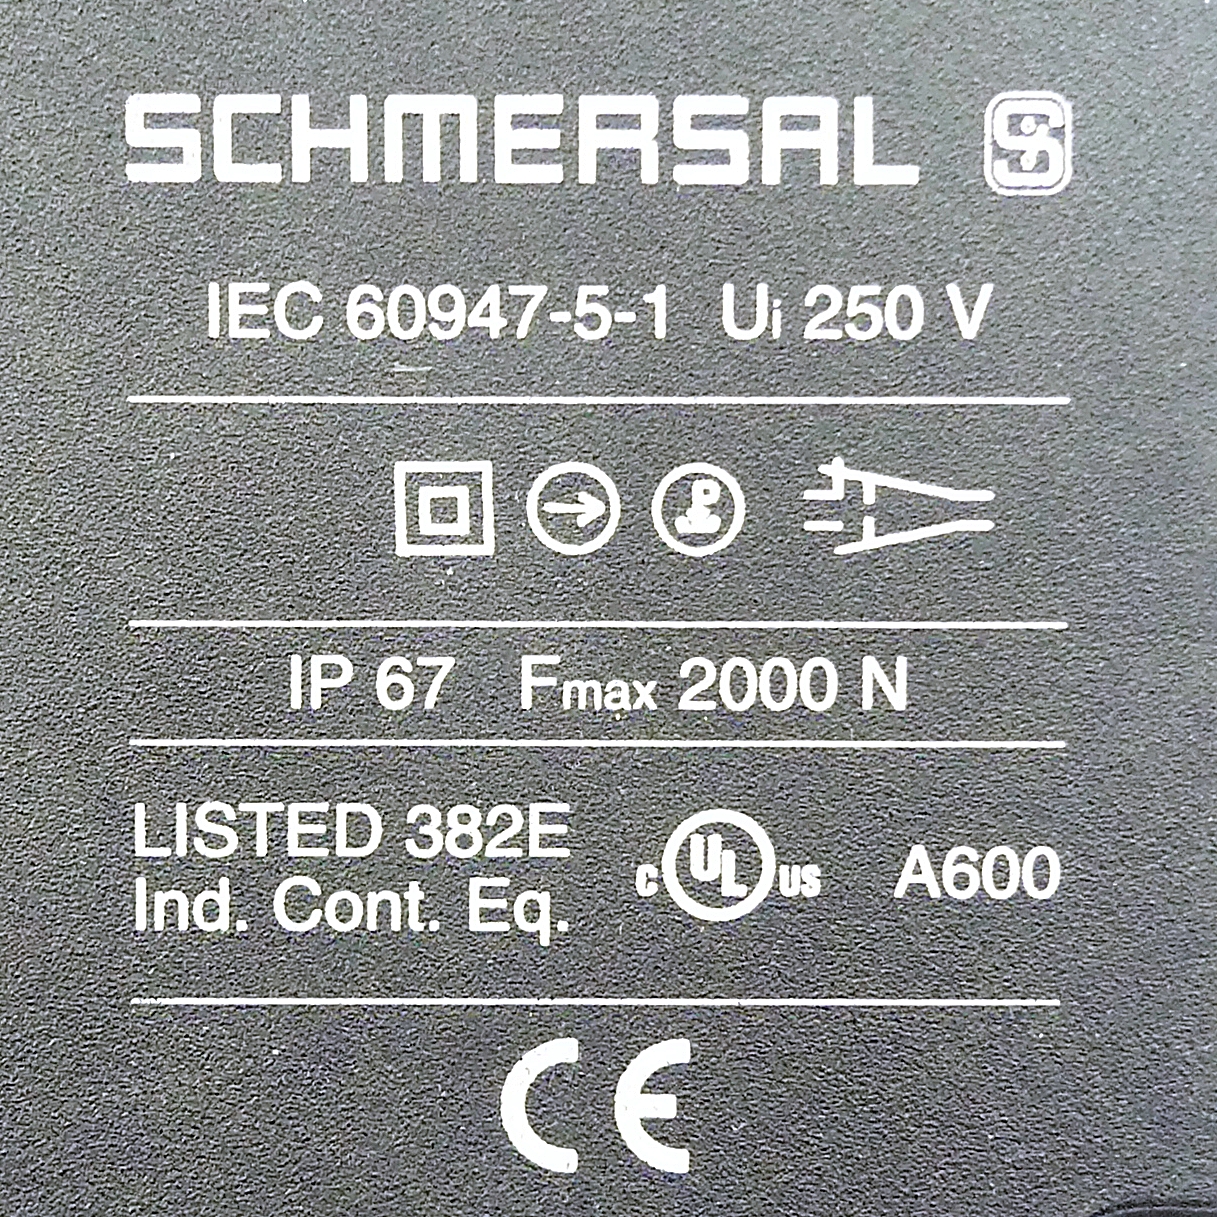 SCHMERSAL S
IEC 60947-5-1 Ui 250 V
IP 67 Fmax 2000 N
LISTED 382E
Ind. Cont. Eq.
c UL us
A600
CE